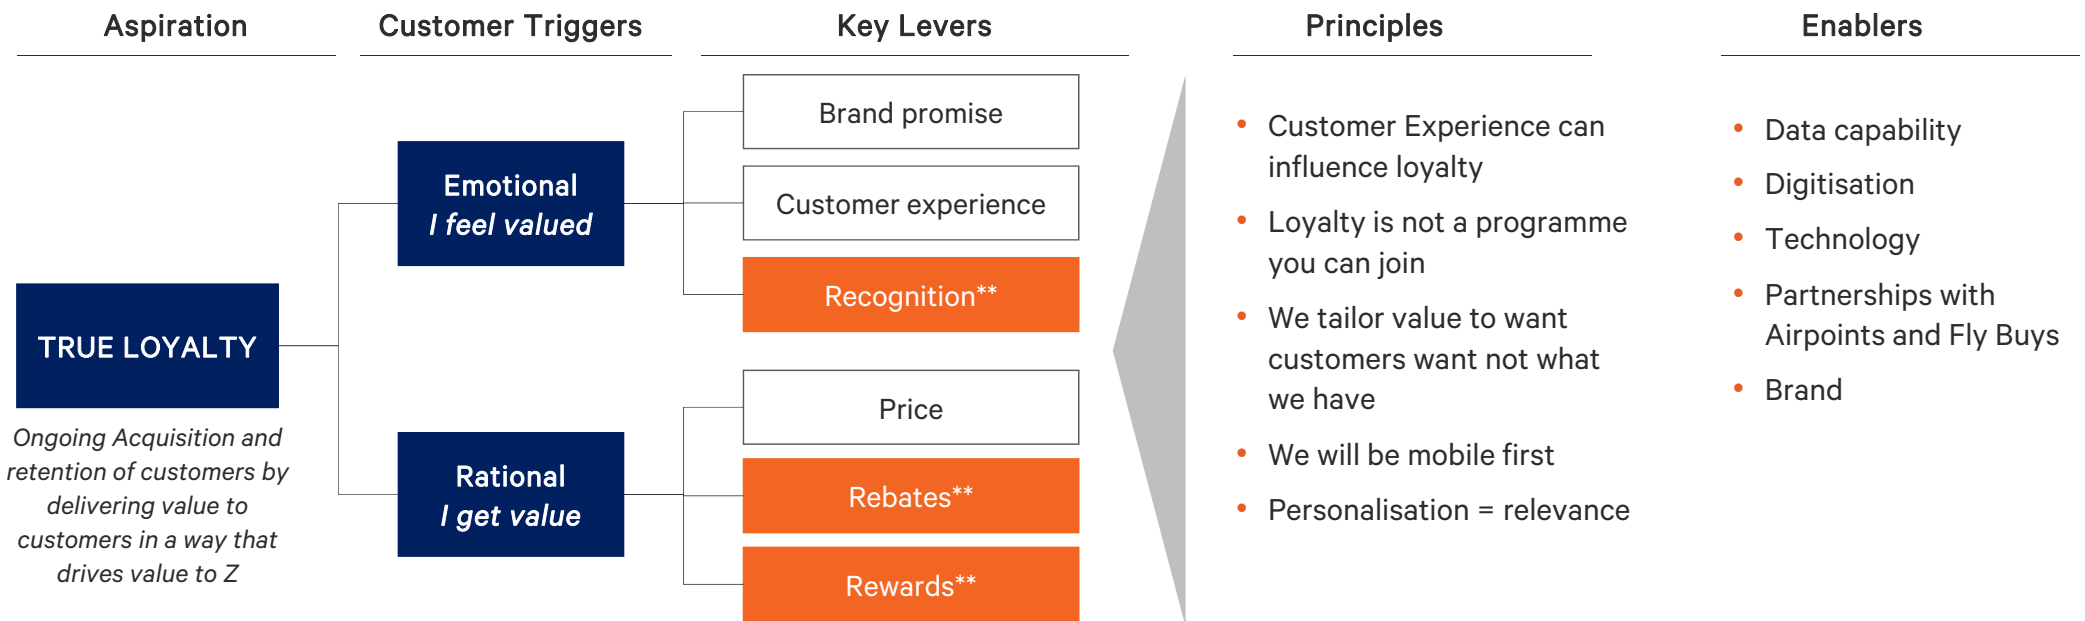 Aspiration
Customer Triggers
Key Levers
Principles
Enablers
TRUE LOYALTY
Ongoing Acquisition and
retention of customers by
delivering value to
customers in a way that
drives value to Z
Emotional
I feel valued
Rational
I get value
Brand promise
Customer experience
Recognition**
Price
Rebates**
Rewards**
• Customer Experience can
influence loyalty
• Loyalty is not a programme
you can join
• We tailor value to want
customers want not what
we have
• We will be mobile first
• Personalisation = relevance
• Data capability
• Digitisation
• Technology
• Partnerships with
Airpoints and Fly Buys
• Brand